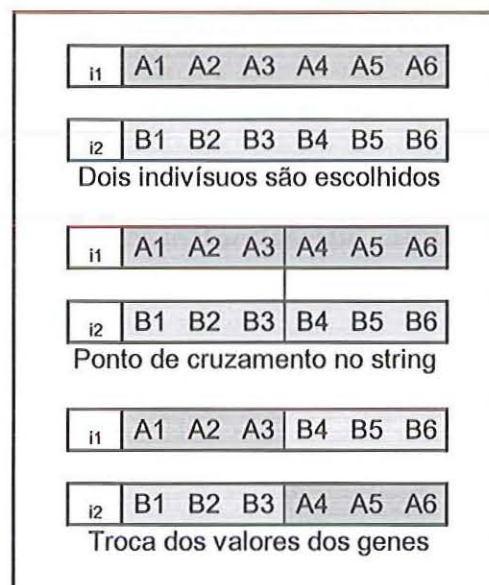 i1 A1 A2 A3 A4 A5 A6
i2 B1 B2 B3 B4 B5 B6
Dois indivísuos são escolhidos
i1 A1 A2 A3 A4 A5 A6
i2 B1 B2 B3 B4 B5 B6
Ponto de cruzamento no string
i1 A1 A2 A3 B4 B5 B6
i2 B1 B2 B3 A4 A5 A6
Troca dos valores dos genes